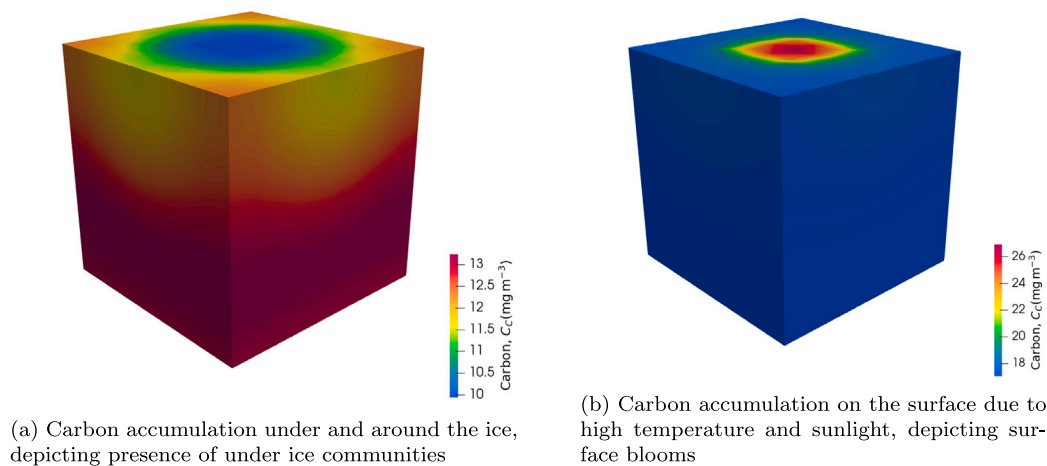 13
12.5
12
11.5
11
10.5
10
Carbon, C_C(mg m⁻³)
26
24
22
20
18
Carbon, C_C(mg m⁻³)
(a) Carbon accumulation under and around the ice,
depicting presence of under ice communities
(b) Carbon accumulation on the surface due to
high temperature and sunlight, depicting sur-
face blooms